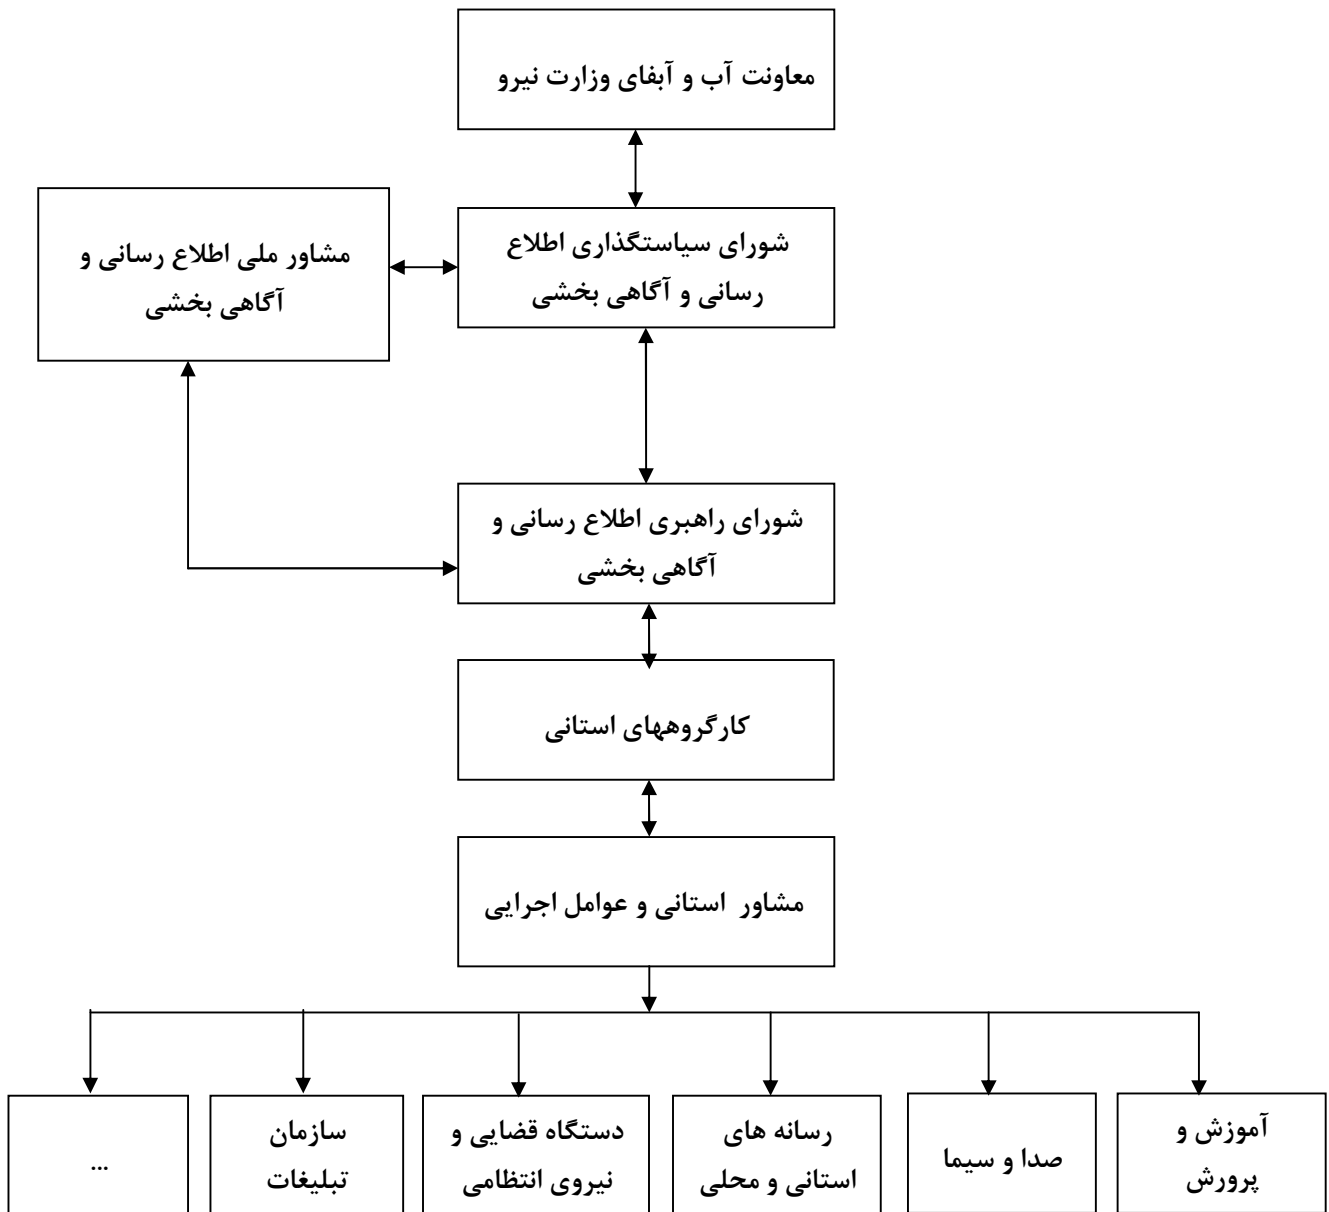 معاونت آب و آبفای وزارت نیرو
شورای سیاستگذاری اطلاع
رسانی و آگاهی بخشی
مشاور ملی اطلاع رسانی و
آگاهی بخشی
شورای راهبری اطلاع رسانی و
آگاهی بخشی
کارگروههای استانی
مشاور استانی و عوامل اجرایی
آموزش و
پرورش
صدا و سیما
رسانه های
استانی و محلی
دستگاه قضایی و
نیروی انتظامی
سازمان
تبلیغات
...